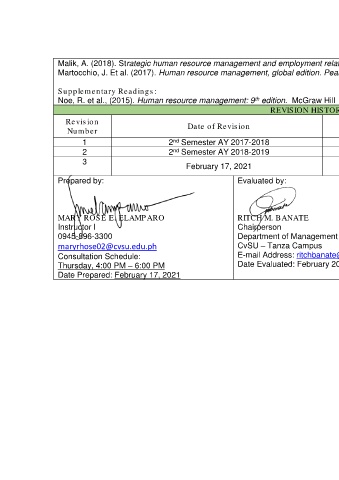 Malik, A. (2018). Strategic human resource management and employment rela
Martocchio, J. Et al. (2017). Human resource management, global edition. Pea
Supplementary Readings:
Noe, R. et al., (2015). Human resource management: 9th edition. McGraw Hill
REVISION HISTOR
Revision Number
Date of Revision
1
2nd Semester AY 2017-2018
2
2nd Semester AY 2018-2019
3
February 17, 2021
Prepared by:
MARY ROSE E. ELAMPARO
Instructor I
0945-896-3300
maryrhose02@cvsu.edu.ph
Consultation Schedule:
Thursday, 4:00 PM – 6:00 PM
Date Prepared: February 17, 2021
Evaluated by:
RITCH M. BANATE
Chairperson
Department of Management
CvSU – Tanza Campus
E-mail Address: ritchbanate@
Date Evaluated: February 20